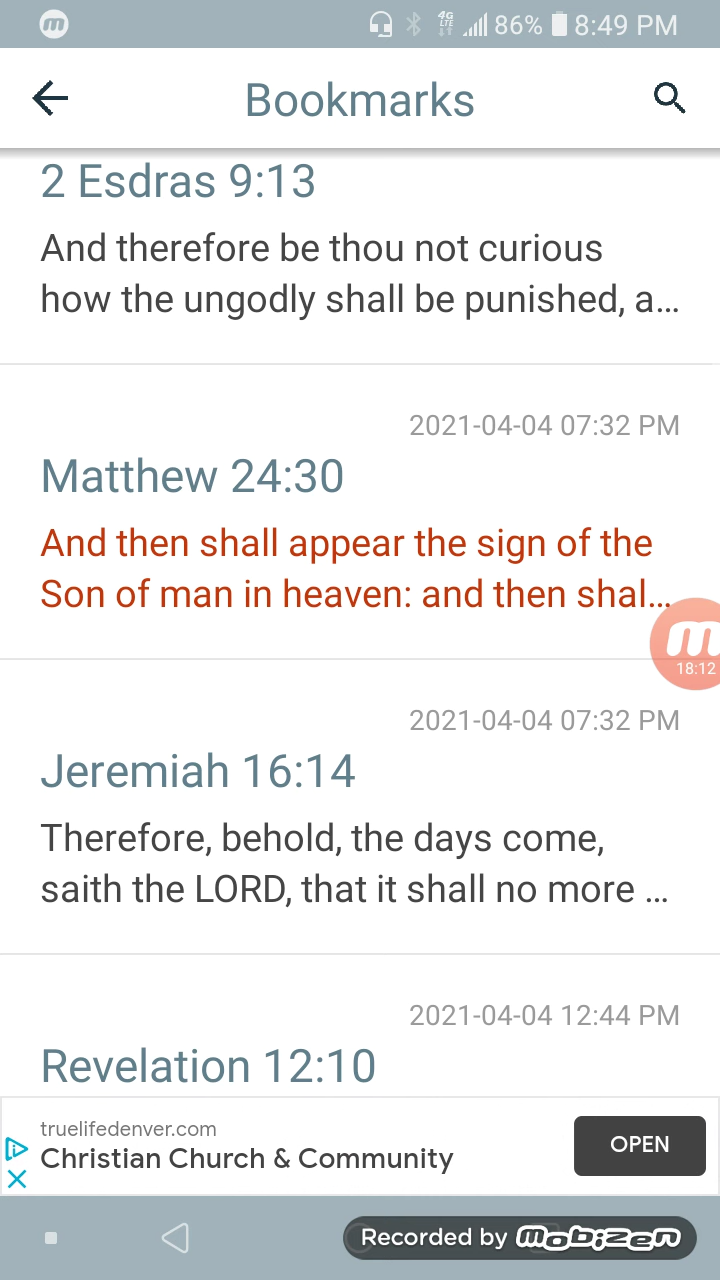 86% 8:49 PM
Bookmarks
2 Esdras 9:13
And therefore be thou not curious
how the ungodly shall be punished, a...
2021-04-04 07:32 PM
Matthew 24:30
And then shall appear the sign of the
Son of man in heaven: and then shal...
18:12
2021-04-04 07:32 PM
Jeremiah 16:14
Therefore, behold, the days come,
saith the LORD, that it shall no more ...
2021-04-04 12:44 PM
Revelation 12:10
truelifedenver.com
Christian Church & Community
OPEN
Recorded by mobizen